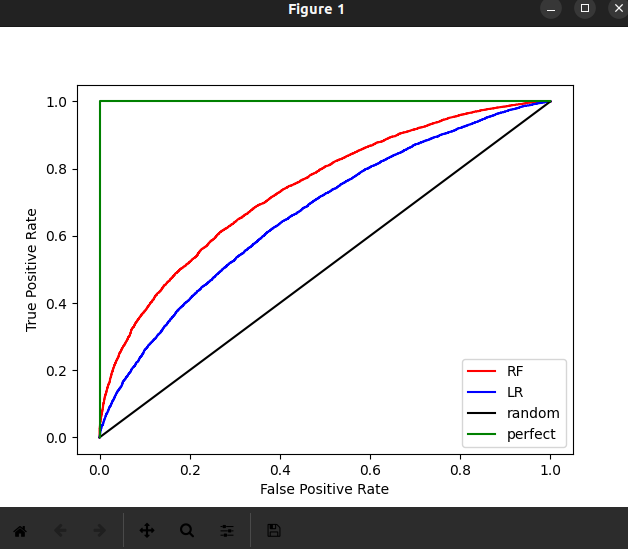 Figure 1
1.0
0.8
0.6
0.4
0.2
0.0
True Positive Rate
RF
LR
random
perfect
0.0 0.2 0.4 0.6 0.8 1.0
False Positive Rate